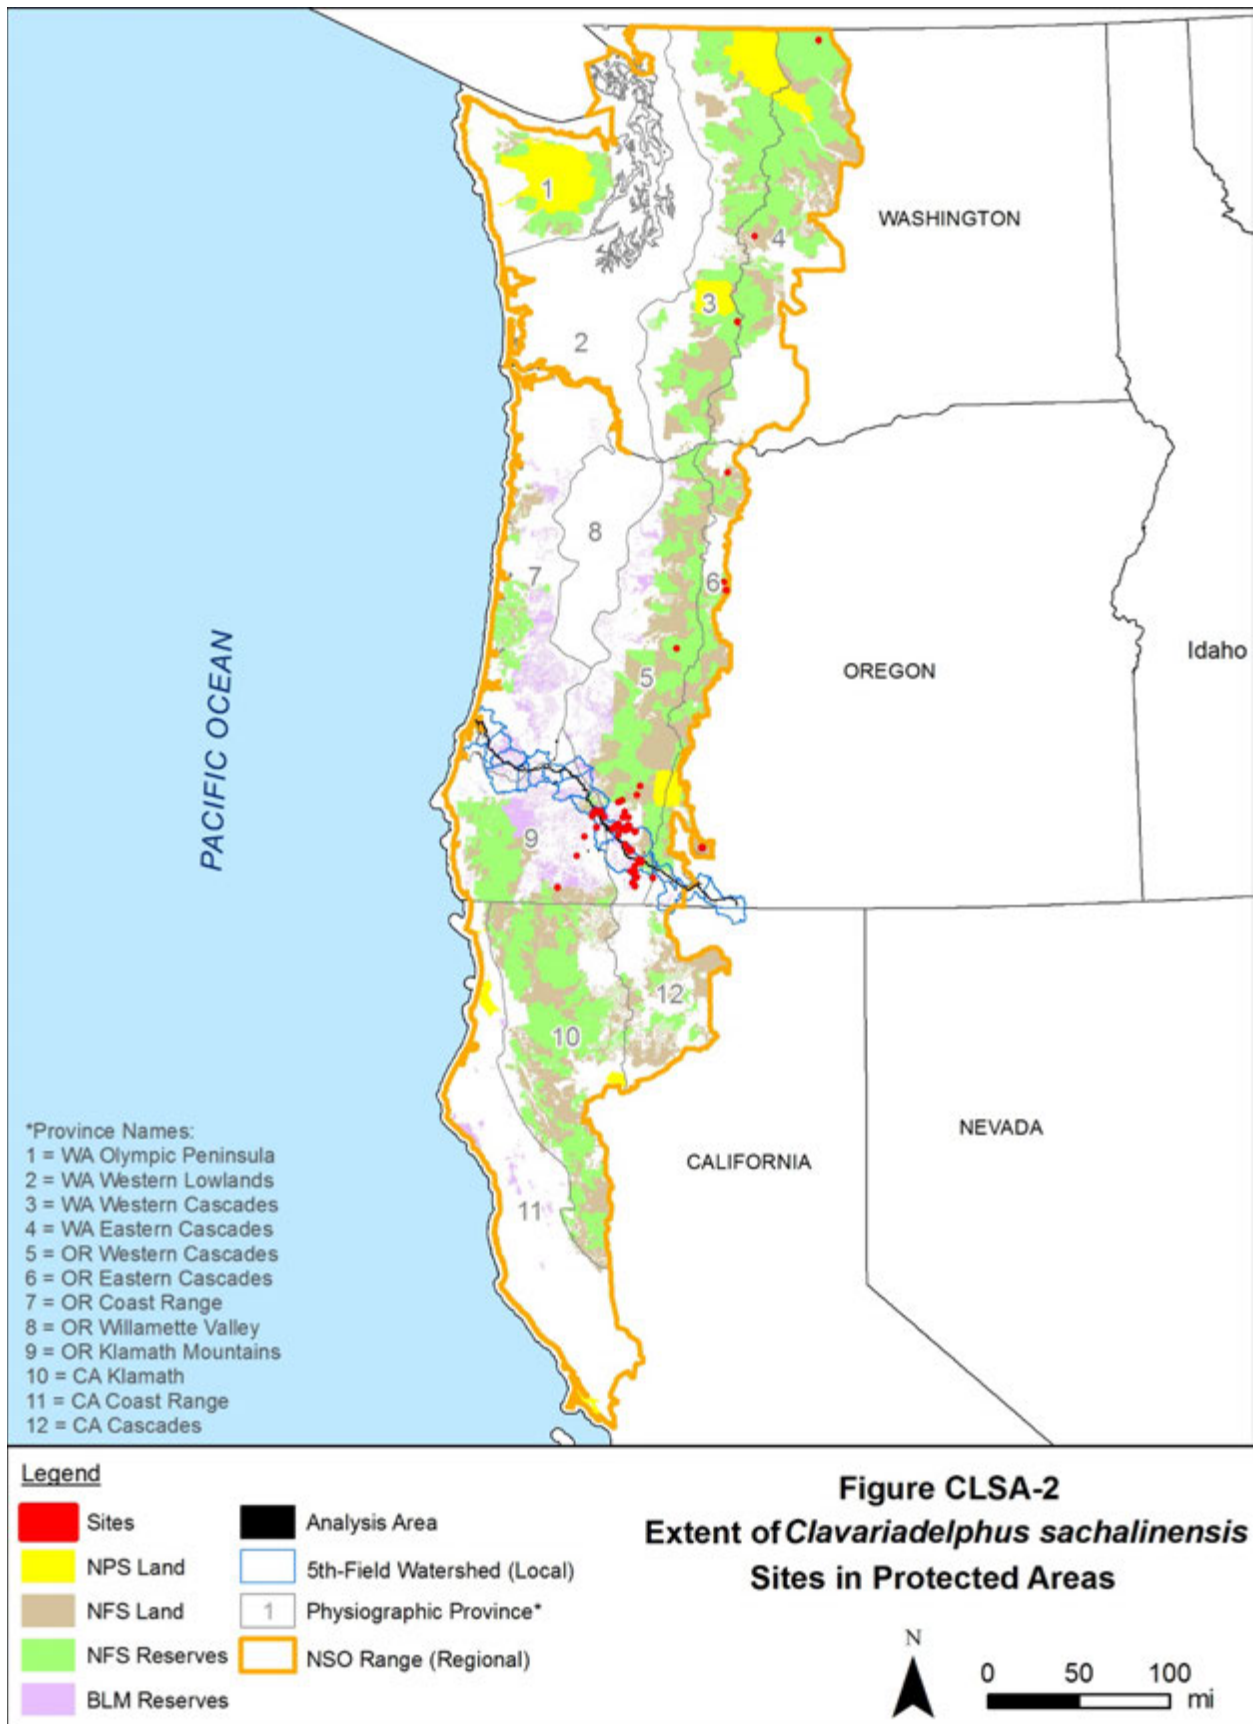 WASHINGTON
1
4
3
2
8
7
6
Idaho
OREGON
5
PACIFIC OCEAN
9
12
10
NEVADA
CALIFORNIA
11
*Province Names:
1 = WA Olympic Peninsula
2 = WA Western Lowlands
3 = WA Western Cascades
4 = WA Eastern Cascades
5 = OR Western Cascades
6 = OR Eastern Cascades
7 = OR Coast Range
8 = OR Willamette Valley
9 = OR Klamath Mountains
10 = CA Klamath
11 = CA Coast Range
12 = CA Cascades
Legend
Sites
NPS Land
NFS Land
NFS Reserves
BLM Reserves
Analysis Area
5th-Field Watershed (Local)
1 Physiographic Province*
NSO Range (Regional)
Figure CLSA-2
Extent of Clavariadelphus sachalinensis
Sites in Protected Areas
N
0 50 100
mi